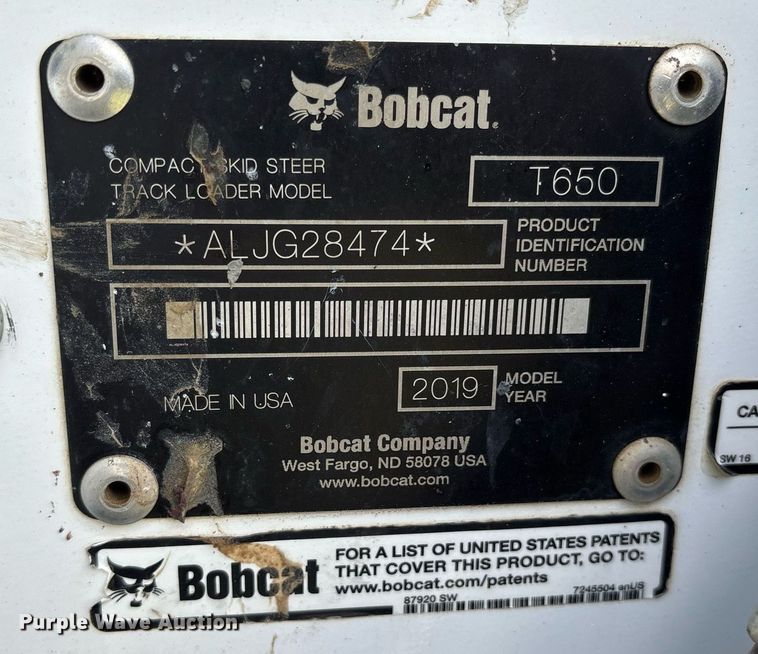 Bobcat.
COMPACT SKID STEER
TRACK LOADER MODEL
T650
*ALJG28474*
PRODUCT
IDENTIFICATION
NUMBER
MADE IN USA
2019
MODEL
YEAR
Bobcat Company
West Fargo, ND 58078 USA
www.bobcat.com
CA
SW 16
Bobcat
FOR A LIST OF UNITED STATES PATENTS
THAT COVER THIS PRODUCT, GO TO:
www.bobcat.com/patents
87920 SW
7245504 enUS
Purple Wave Auction